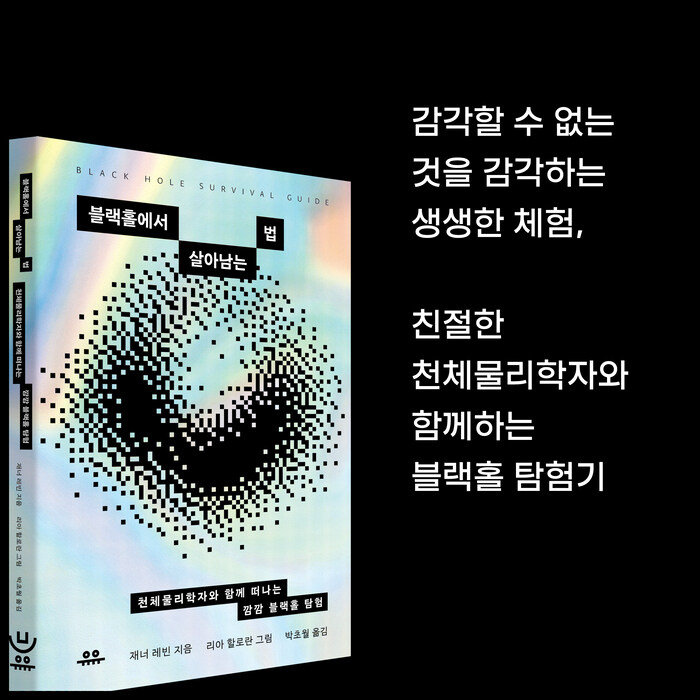 BLACK HOLE SURVIVAL GUIDE
블랙홀에서
살아남는
법
천체물리학자와 함께 떠나는
깜깜 블랙홀 탐험
재너 레빈 지음 리아 할로란 그림 박초월 옮김
블랙홀에서
살아남는
법
천체물리학자와 함께 떠나는
깜깜 블랙홀 탐험
재너 레빈 지음 리아 할로란 그림 박초월 옮김
감각할 수 없는
것을 감각하는
생생한 체험,
친절한
천체물리학자와
함께하는
블랙홀 탐험기